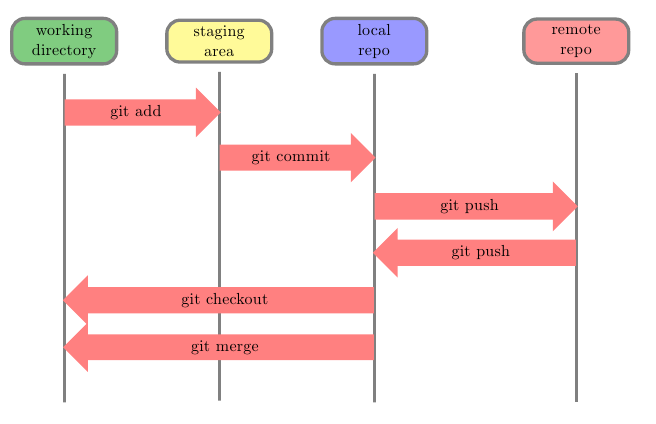 working
directory
staging
area
local
repo
remote
repo
git add
git commit
git push
git push
git checkout
git merge